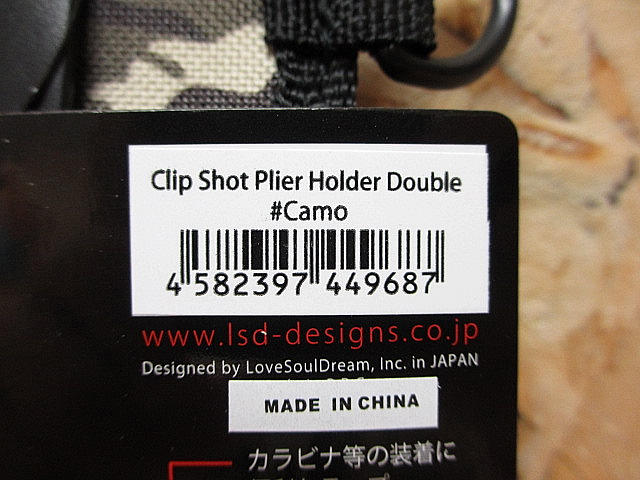 Clip Shot Plier Holder Double
#Camo
4 582397 449687
www.lsd-designs.co.jp
Designed by LoveSoulDream, Inc. in JAPAN
MADE IN CHINA
カラビナ等の装着に